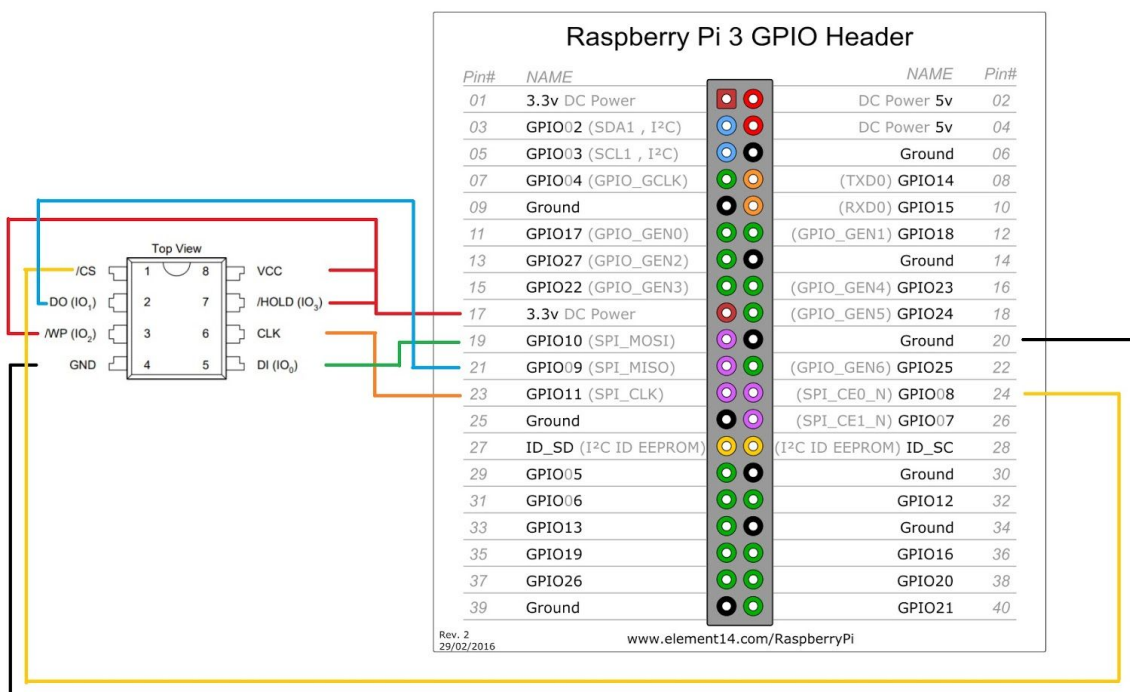 Raspberry Pi 3 GPIO Header
Pin# NAME NAME Pin#
01 3.3v DC Power DC Power 5v 02
03 GPIO02 (SDA1 , I²C) DC Power 5v 04
05 GPIO03 (SCL1 , I²C) Ground 06
07 GPIO04 (GPIO_GCLK) (TXD0) GPIO14 08
09 Ground (RXD0) GPIO15 10
11 GPIO17 (GPIO_GEN0) (GPIO_GEN1) GPIO18 12
13 GPIO27 (GPIO_GEN2) Ground 14
15 GPIO22 (GPIO_GEN3) (GPIO_GEN4) GPIO23 16
17 3.3v DC Power (GPIO_GEN5) GPIO24 18
19 GPIO10 (SPI_MOSI) Ground 20
21 GPIO09 (SPI_MISO) (GPIO_GEN6) GPIO25 22
23 GPIO11 (SPI_CLK) (SPI_CE0_N) GPIO08 24
25 Ground (SPI_CE1_N) GPIO07 26
27 ID_SD (I²C ID EEPROM) (I²C ID EEPROM) ID_SC 28
29 GPIO05 Ground 30
31 GPIO06 GPIO12 32
33 GPIO13 Ground 34
35 GPIO19 GPIO16 36
37 GPIO26 GPIO20 38
39 Ground GPIO21 40
Rev. 2
29/02/2016
www.element14.com/RaspberryPi
Top View
/CS 1 8 VCC
DO (IO₁) 2 7 /HOLD (IO₃)
/WP (IO₂) 3 6 CLK
GND 4 5 DI (IO₀)